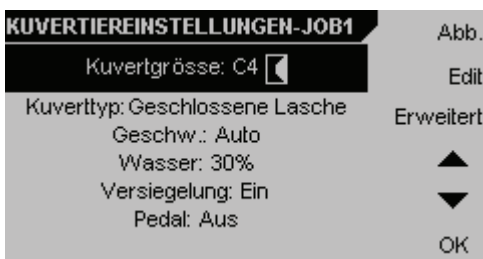 KUVERTIEREINSTELLUNGEN-JOB1
Abb.
Kuvertgrösse: C4
Edit
Kuverttyp: Geschlossene Lasche
Erweitert
Geschw.: Auto
Wasser: 30%
Versiegelung: Ein
Pedal: Aus
OK